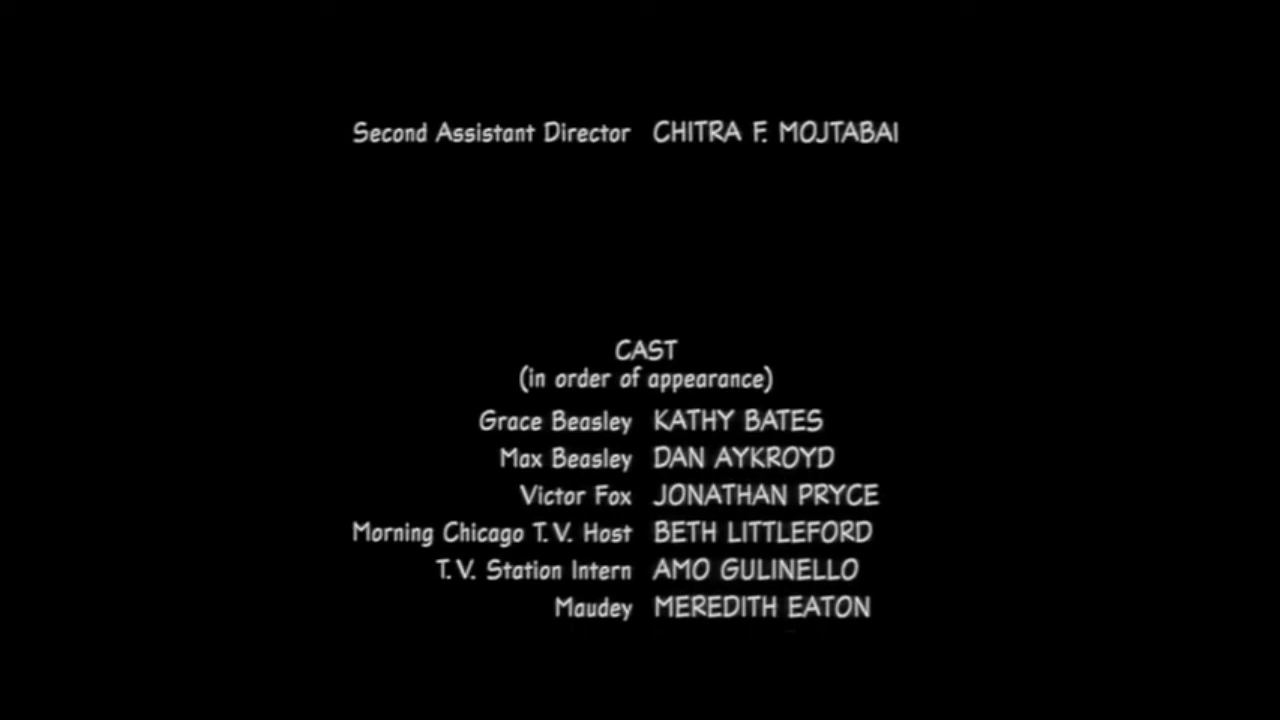 Second Assistant Director CHITRA F. MOJTABAI
CAST
(in order of appearance)
Grace Beasley KATHY BATES
Max Beasley DAN AYKROYD
Victor Fox JONATHAN PRYCE
Morning Chicago T.V. Host BETH LITTLEFORD
T.V. Station Intern AMO GULINELLO
Maudey MEREDITH EATON